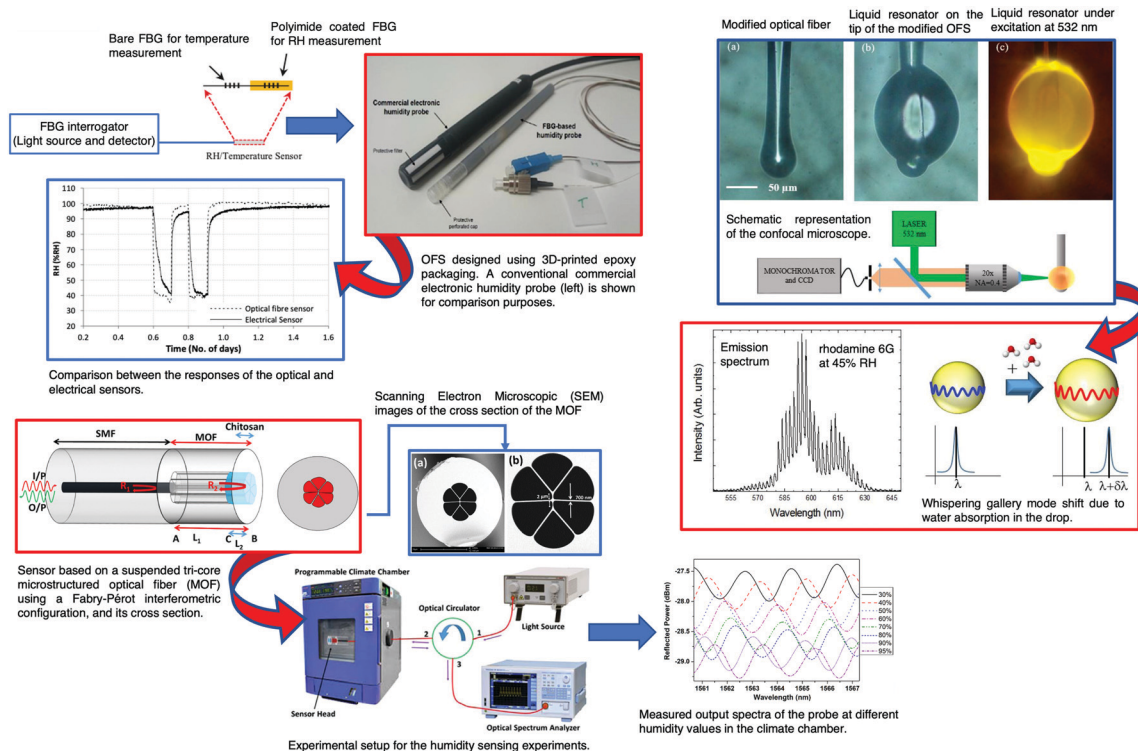 Bare FBG for temperature
measurement
Polyimide coated FBG
for RH measurement
FBG interrogator
(Light source and detector)
RH/Temperature Sensor
Commercial electronic
humidity probe
FBG-based
humidity probe
Protective filter
Protective
perforated cap
OFS designed using 3D-printed epoxy
packaging. A conventional commercial
electronic humidity probe (left) is shown
for comparison purposes.
RH (%RH)
100
90
80
70
60
50
40
30
20
Optical fibre sensor
Electrical Sensor
0.2 0.4 0.6 0.8 1.0 1.2 1.4 1.6
Time (No. of days)
Comparison between the responses of the optical and
electrical sensors.
Modified optical fiber
Liquid resonator on the
tip of the modified OFS
Liquid resonator under
excitation at 532 nm
(a)
(b)
(c)
50 µm
Schematic representation
of the confocal microscope.
LASER
532 nm
MONOCHROMATOR
and CCD
20x
NA=0.4
Emission
spectrum
rhodamine 6G
at 45% RH
Intensity (Arb. units)
555 570 585 600 615 630 645
Wavelength (nm)
+
λ
λ λ+δλ
Whispering gallery mode shift due to
water absorption in the drop.
Scanning Electron Microscopic (SEM)
images of the cross section of the MOF
Chitosan
SMF
MOF
I/P
O/P
R1
R2
A L1 C B
L2
(a)
(b)
2 µm
700 nm
Sensor based on a suspended tri-core
microstructured optical fiber (MOF)
using a Fabry-Pérot interferometric
configuration, and its cross section.
Programmable Climate Chamber
Optical Circulator
Light Source
1
2
3
Sensor Head
Optical Spectrum Analyzer
Experimental setup for the humidity sensing experiments.
Reflected Power (dBm)
-27.5
-28.0
-28.5
-29.0
1561 1562 1563 1564 1565 1566 1567
Wavelength (nm)
30%
40%
50%
60%
70%
80%
90%
95%
Measured output spectra of the probe at different
humidity values in the climate chamber.